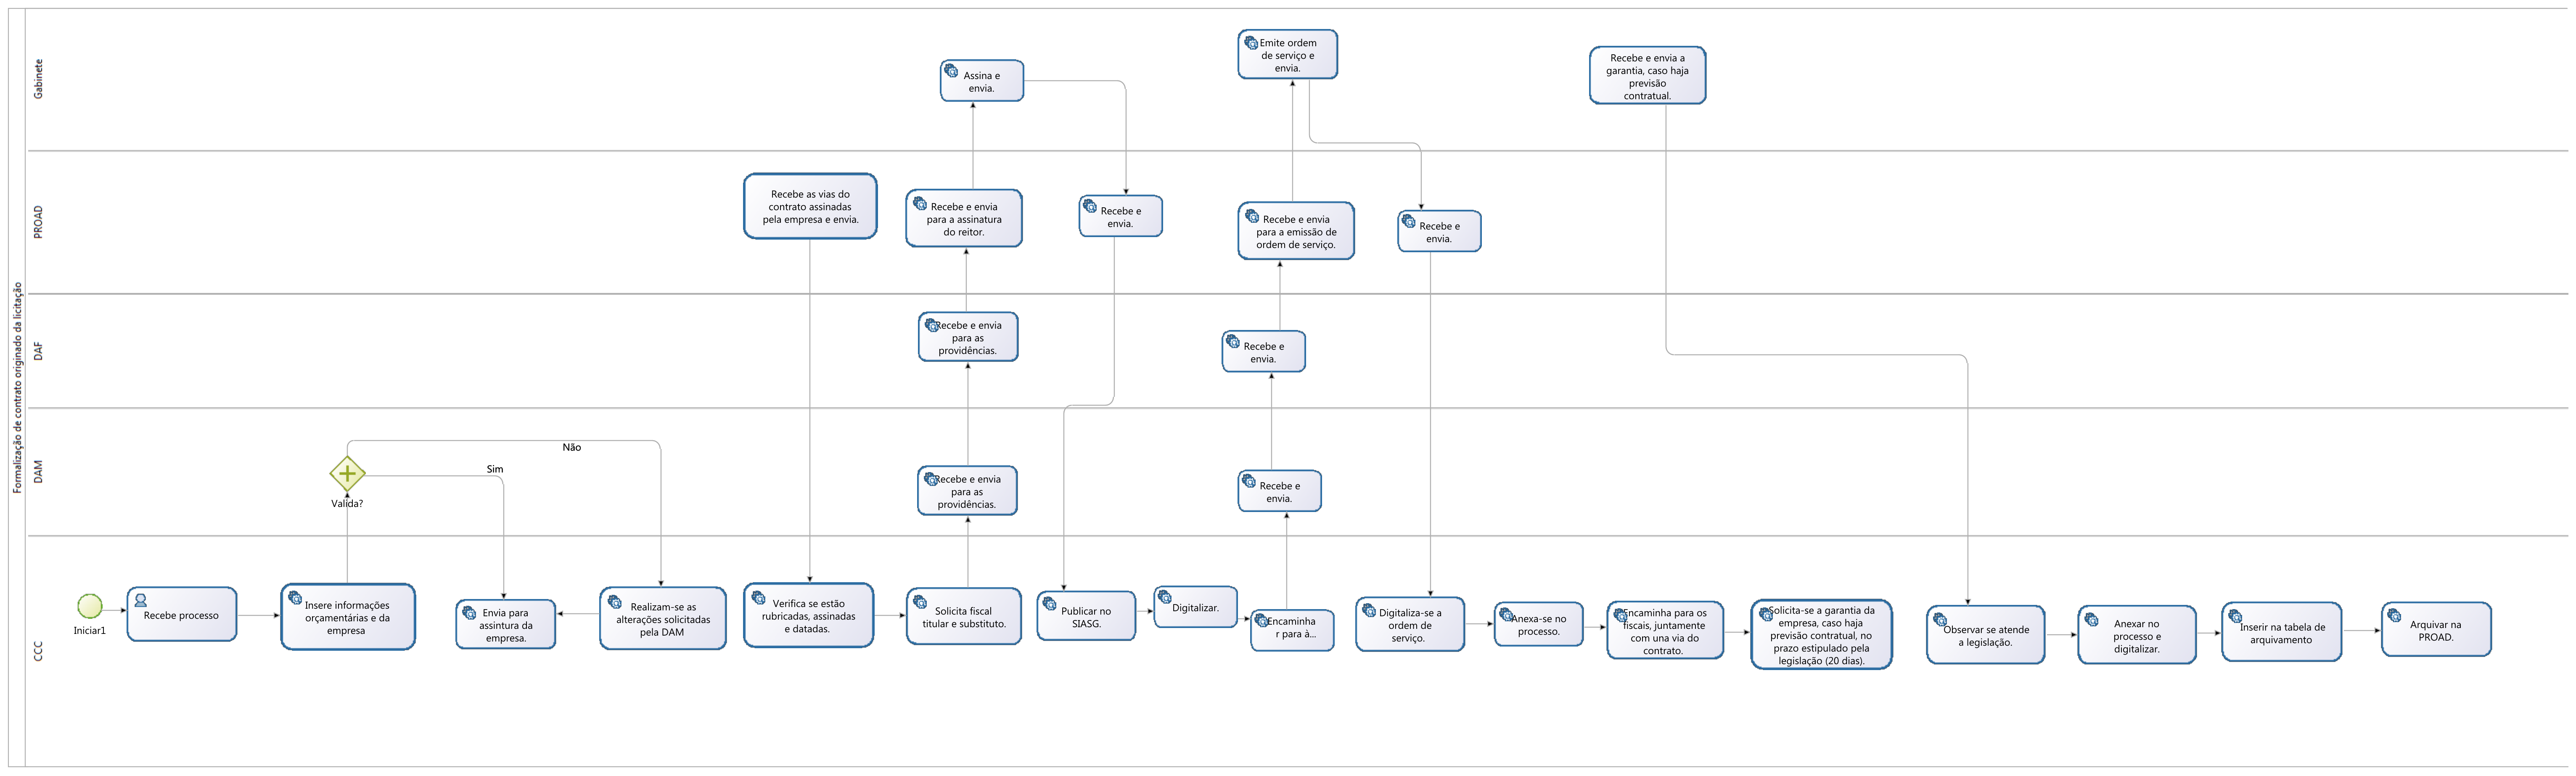 Formalização de contrato originado da licitação
Gabinete
Assina e
envia.
Emite ordem
de serviço e
envia.
Recebe e envia a
garantia, caso haja
previsão
contratual.
PROAD
Recebe as vias do
contrato assinadas
pela empresa e envia.
Recebe e envia
para a assinatura
do reitor.
Recebe e
envia.
Recebe e envia
para a emissão de
ordem de serviço.
Recebe e
envia.
DAF
Recebe e envia
para as
providências.
Recebe e
envia.
DAM
Valida?
Não
Sim
Recebe e envia
para as
providências.
Recebe e
envia.
CCC
Iniciar1
Recebe processo
Insere informações
orçamentárias e da
empresa
Envia para
assintura da
empresa.
Realizam-se as
alterações solicitadas
pela DAM
Verifica se estão
rubricadas, assinadas
e datadas.
Solicita fiscal
titular e substituto.
Publicar no
SIASG.
Digitalizar.
Encaminha
r para à...
Digitaliza-se a
ordem de
serviço.
Anexa-se no
processo.
Encaminha para os
fiscais, juntamente
com una via do
contrato.
Solicita-se a garantia da
empresa, caso haja
previsão contratual, no
prazo estipulado pela
legislação (20 dias).
Observar se atende
a legislação.
Anexar no
processo e
digitalizar.
Inserir na tabela de
arquivamento
Arquivar na
PROAD.